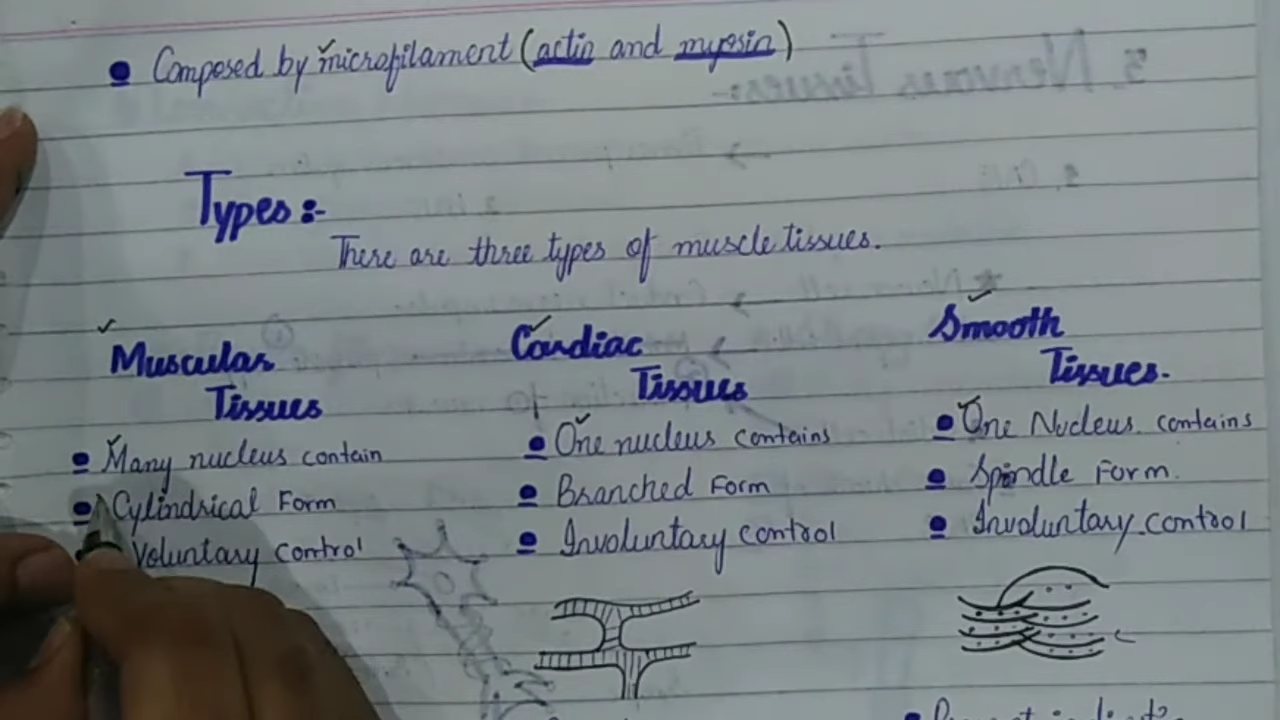 • Composed by microfilament (actin and myosin)
Types :-
There are three types of muscle tissues.
Muscular
Tissues
• Many nucleus contain
• Cylindrical Form
Voluntary control
Cardiac
Tissues
• One nucleus contains
• Branched Form
• Involuntary control
Smooth
Tissues.
• One Nucleus contains
• Spindle Form.
• Involuntary control